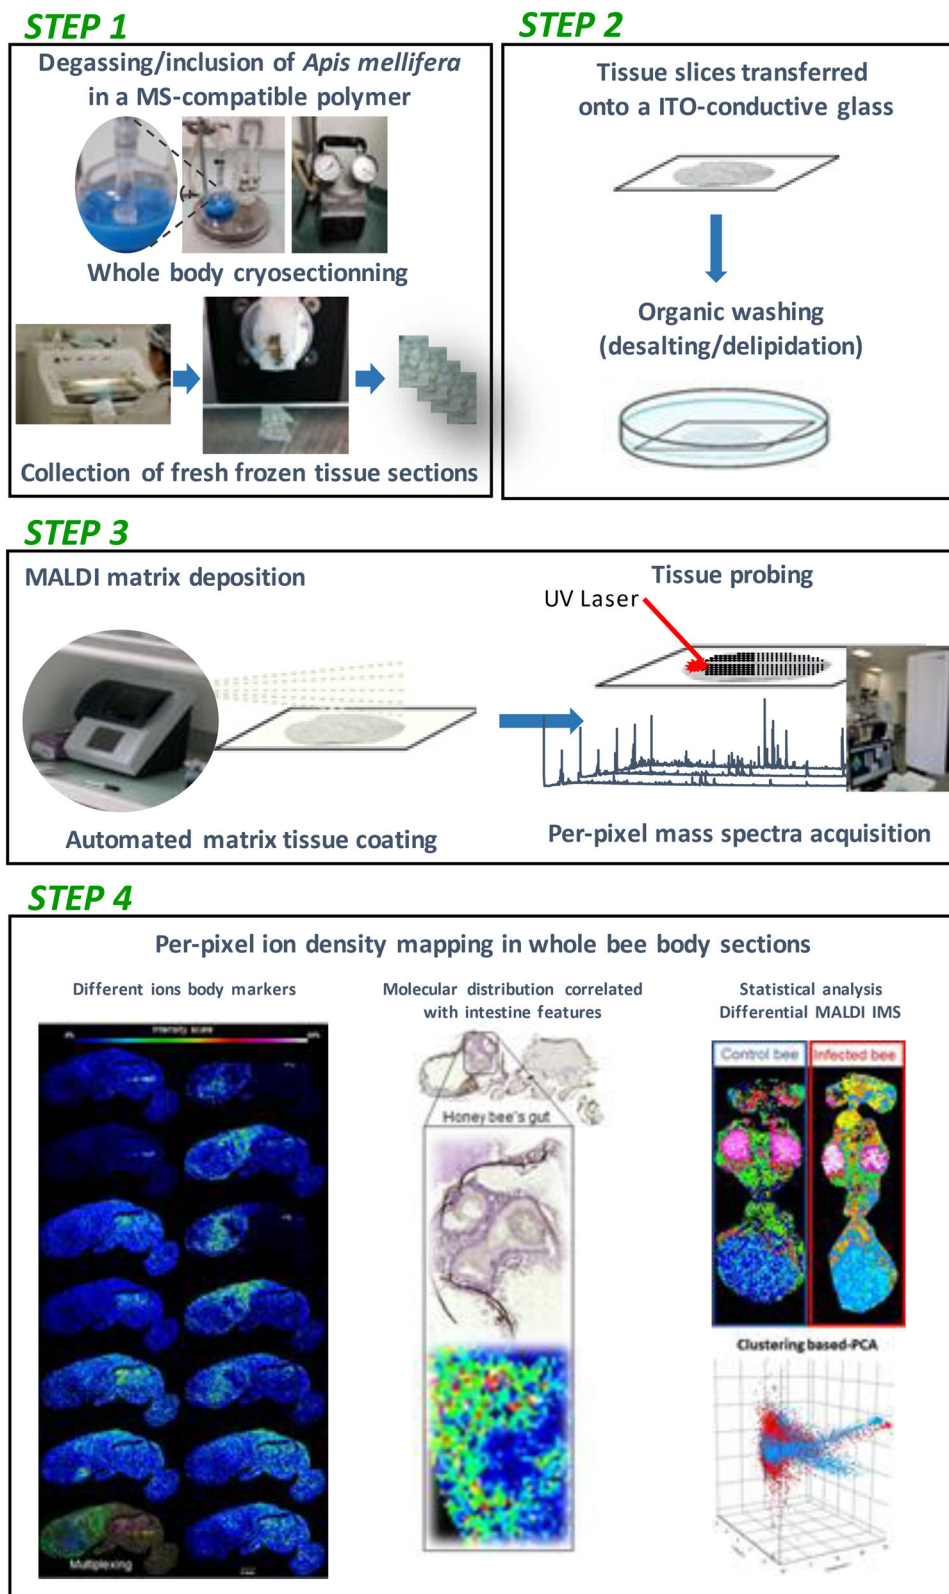 STEP 1
Degassing/inclusion of Apis mellifera
in a MS-compatible polymer
Whole body cryosectionning
Collection of fresh frozen tissue sections
STEP 2
Tissue slices transferred
onto a ITO-conductive glass
Organic washing
(desalting/delipidation)
STEP 3
MALDI matrix deposition
Automated matrix tissue coating
Tissue probing
UV Laser
Per-pixel mass spectra acquisition
STEP 4
Per-pixel ion density mapping in whole bee body sections
Different ions body markers
Intensity scale
Multiplexing
Molecular distribution correlated
with intestine features
Honey bee's gut
Statistical analysis
Differential MALDI IMS
Control bee
Infected bee
Clustering based-PCA